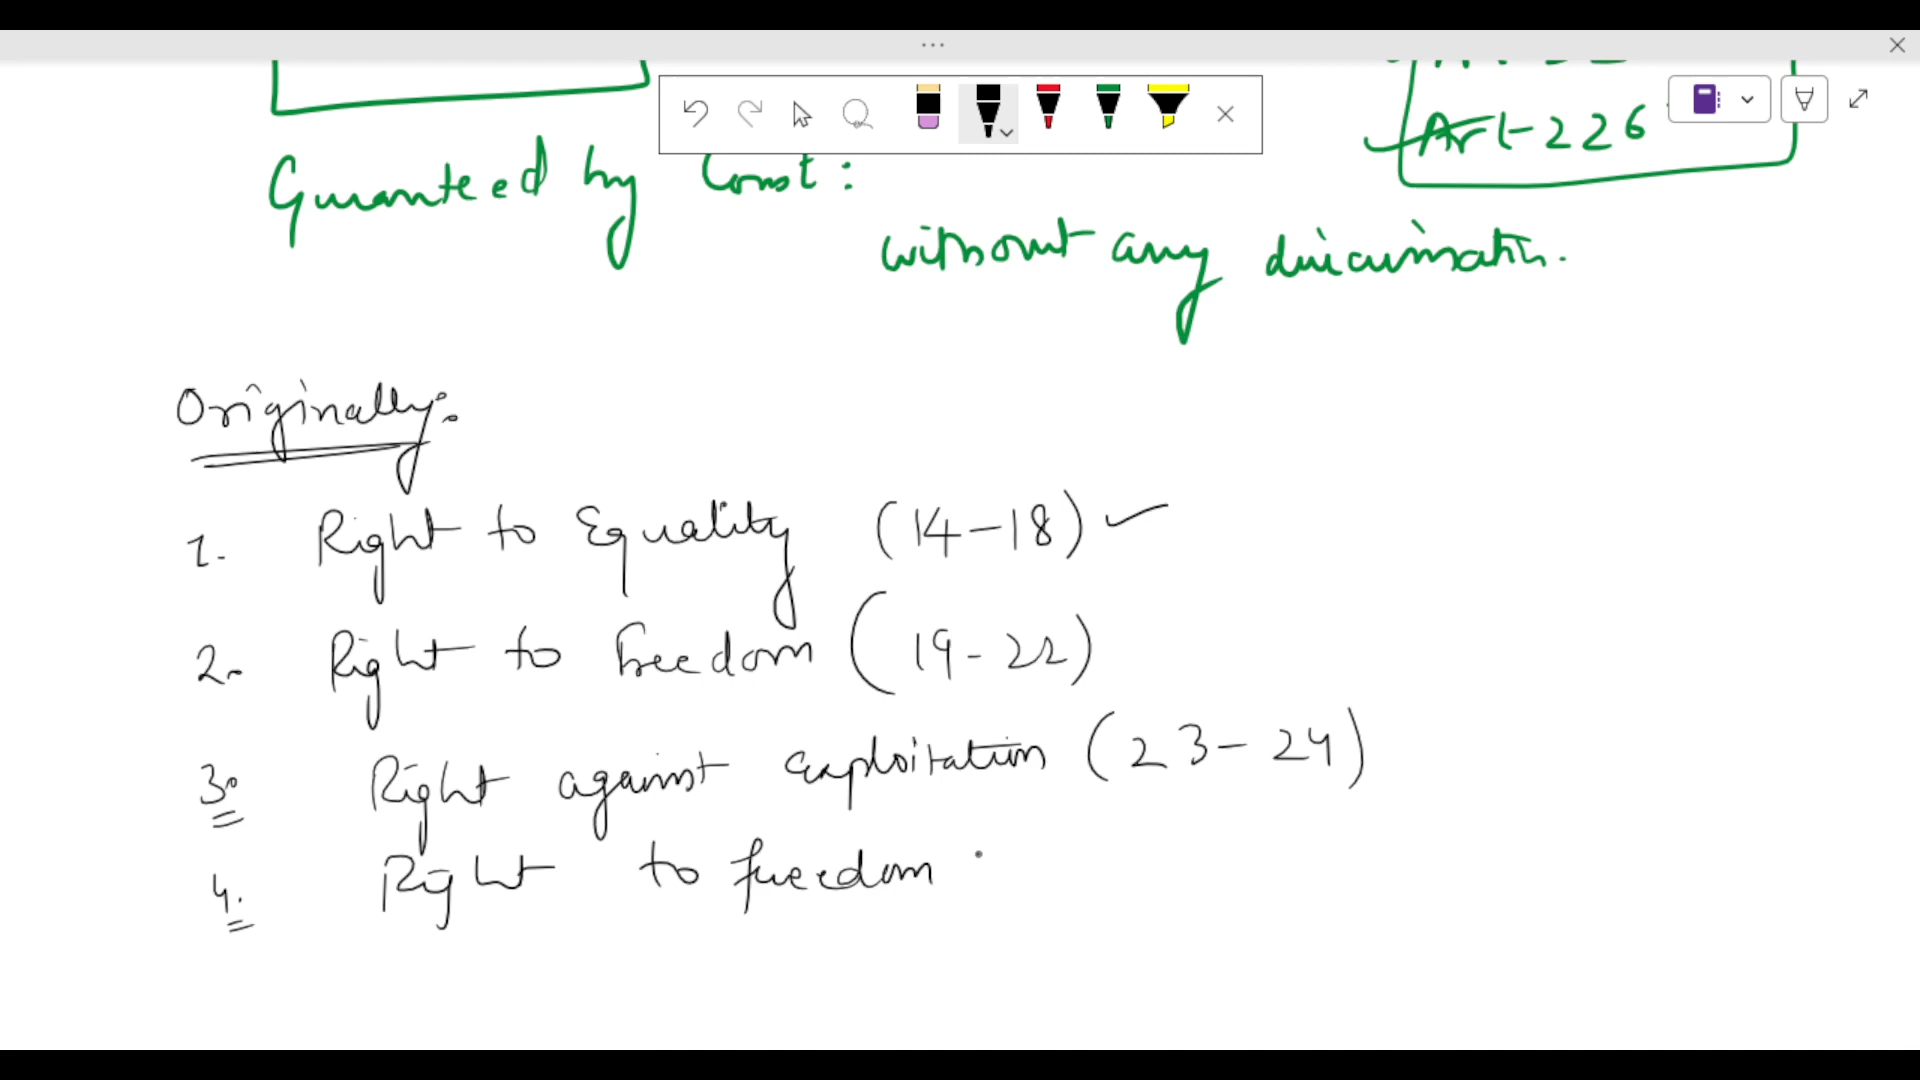 Art-226
Guranteed by Const:
without any discrimination.
Originally:
1. Right to Equality (14-18)
2. Right to Freedom (19-22)
3. Right against exploitation (23-24)
4. Right to freedom